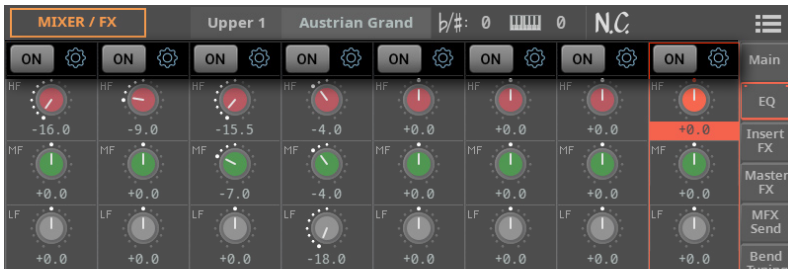 MIXER / FX Upper 1 Austrian Grand b/#: 0 0 N.C.
ON ON ON ON ON ON ON ON Main
HF HF HF HF HF HF HF HF EQ
-16.0 -9.0 -15.5 -4.0 +0.0 +0.0 +0.0 +0.0
Insert
FX
MF MF MF MF MF MF MF MF
+0.0 +0.0 -7.0 -4.0 +0.0 +0.0 +0.0 +0.0
Master
FX
LF LF LF LF LF LF LF LF
MFX
Send
+0.0 +0.0 +0.0 -18.0 +0.0 +0.0 +0.0 +0.0
Bend